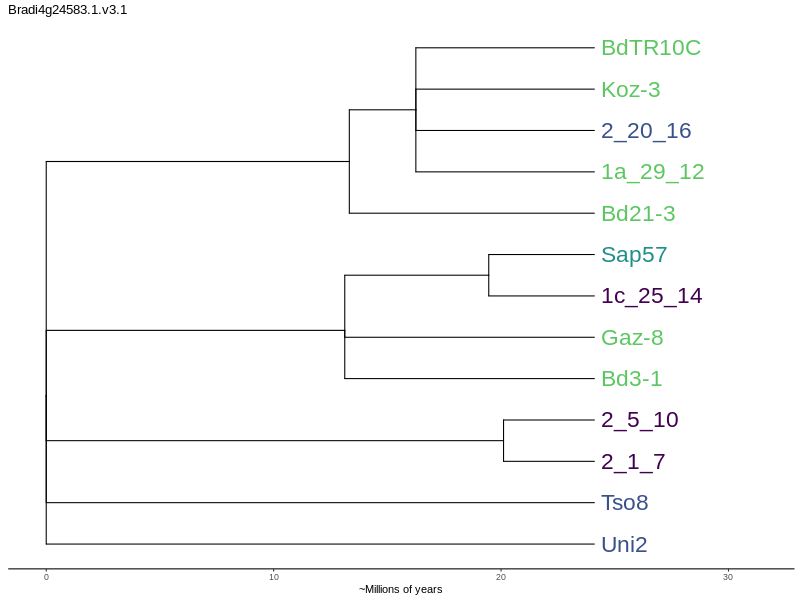 Bradi4g24583.1.v3.1
BdTR10C
Koz-3
2_20_16
1a_29_12
Bd21-3
Sap57
1c_25_14
Gaz-8
Bd3-1
2_5_10
2_1_7
Tso8
Uni2
0 10 20 30
~Millions of years